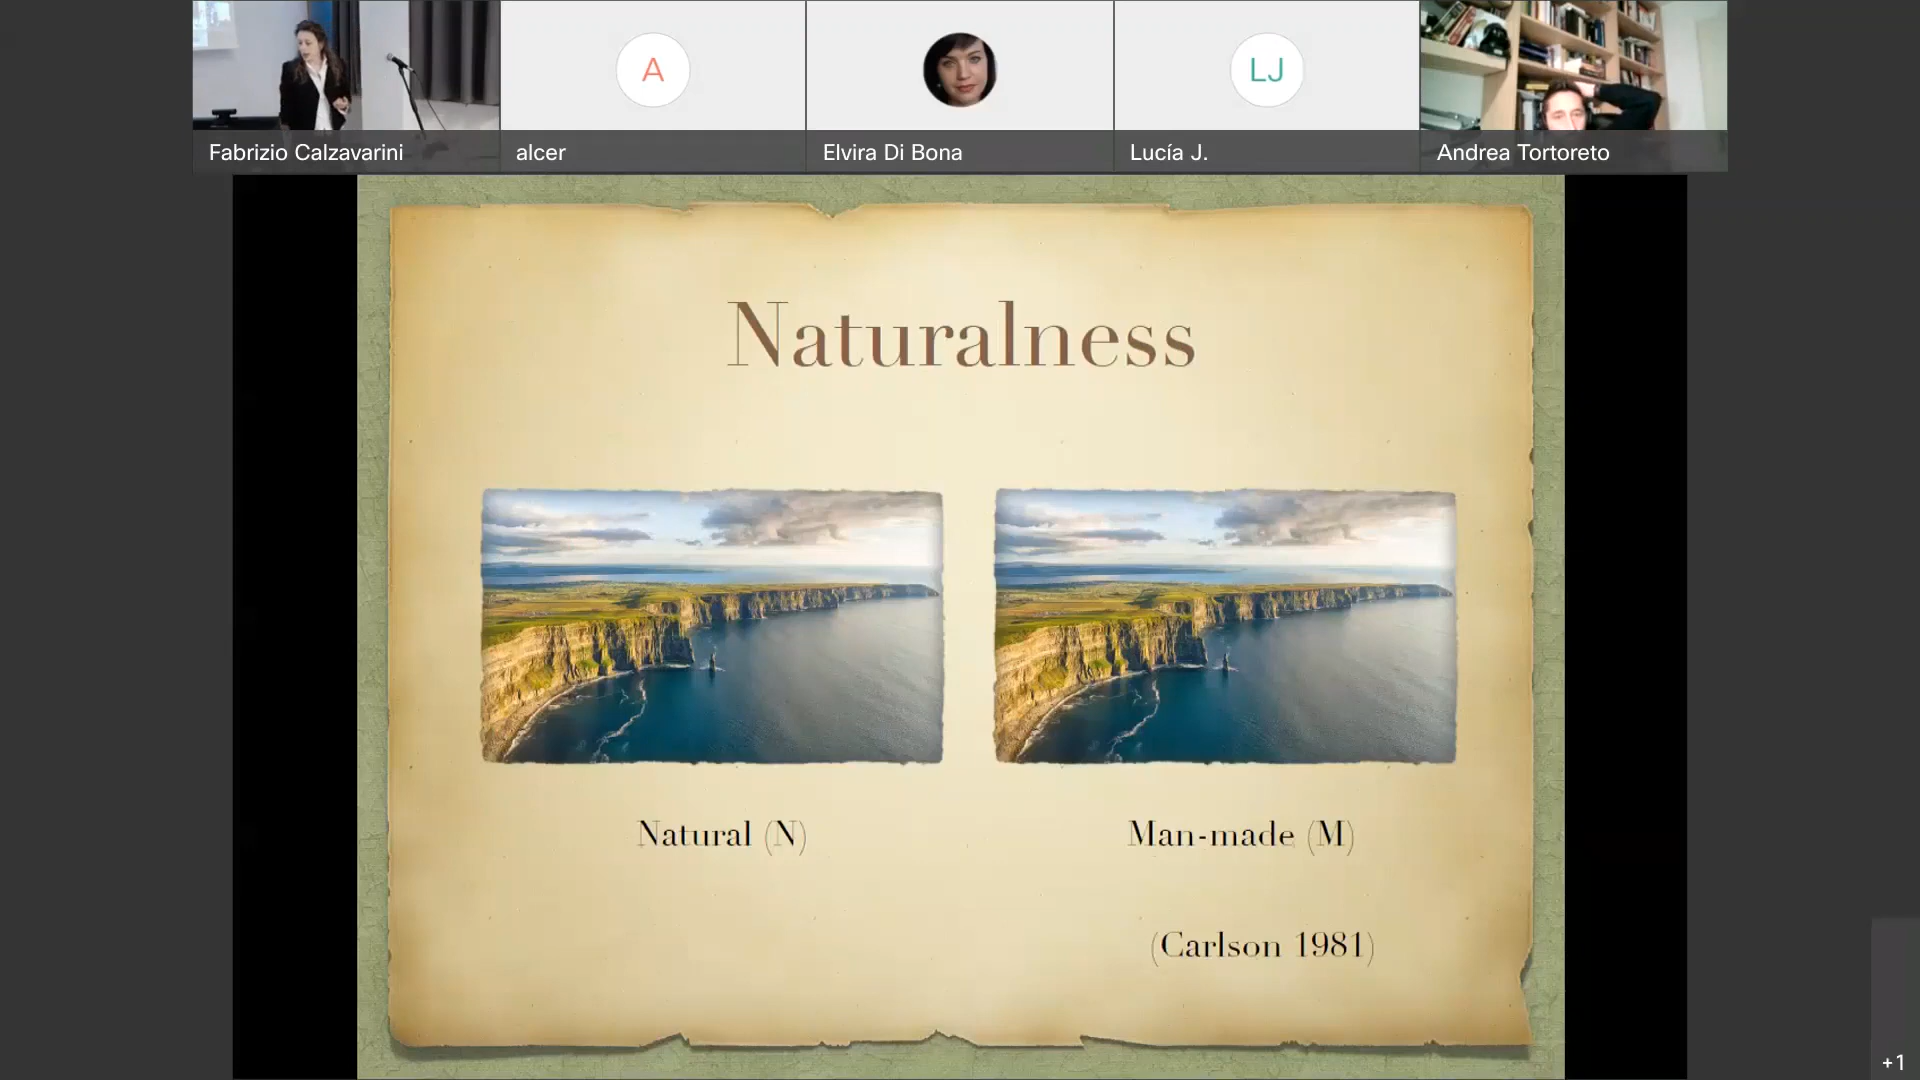 A
LJ
Fabrizio Calzavarini
alcer
Elvira Di Bona
Lucía J.
Andrea Tortoreto
Naturalness
Natural (N)
Man-made (M)
(Carlson 1981)
+1